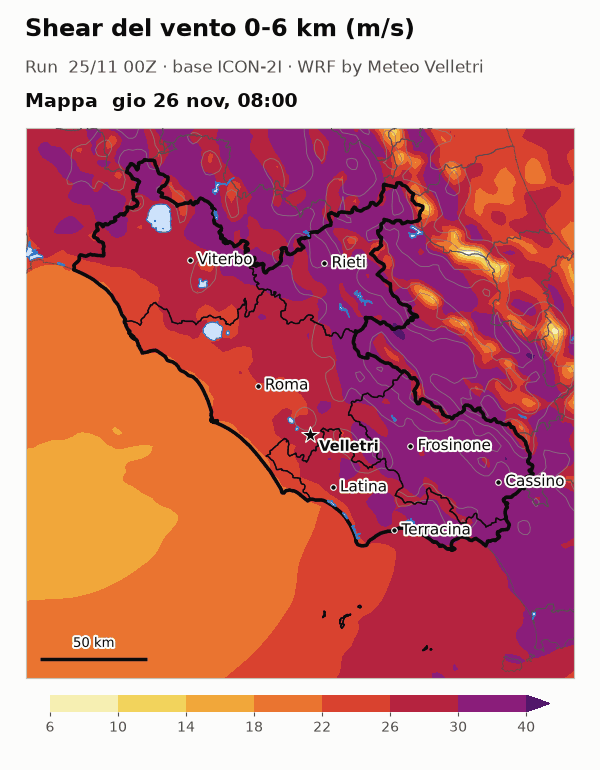 Shear del vento 0-6 km (m/s)
Run 25/11 00Z · base ICON-2I · WRF by Meteo Velletri
Mappa gio 26 nov, 08:00
Viterbo
Rieti
Roma
Velletri
Frosinone
Latina
Cassino
Terracina
50 km
6 10 14 18 22 26 30 40